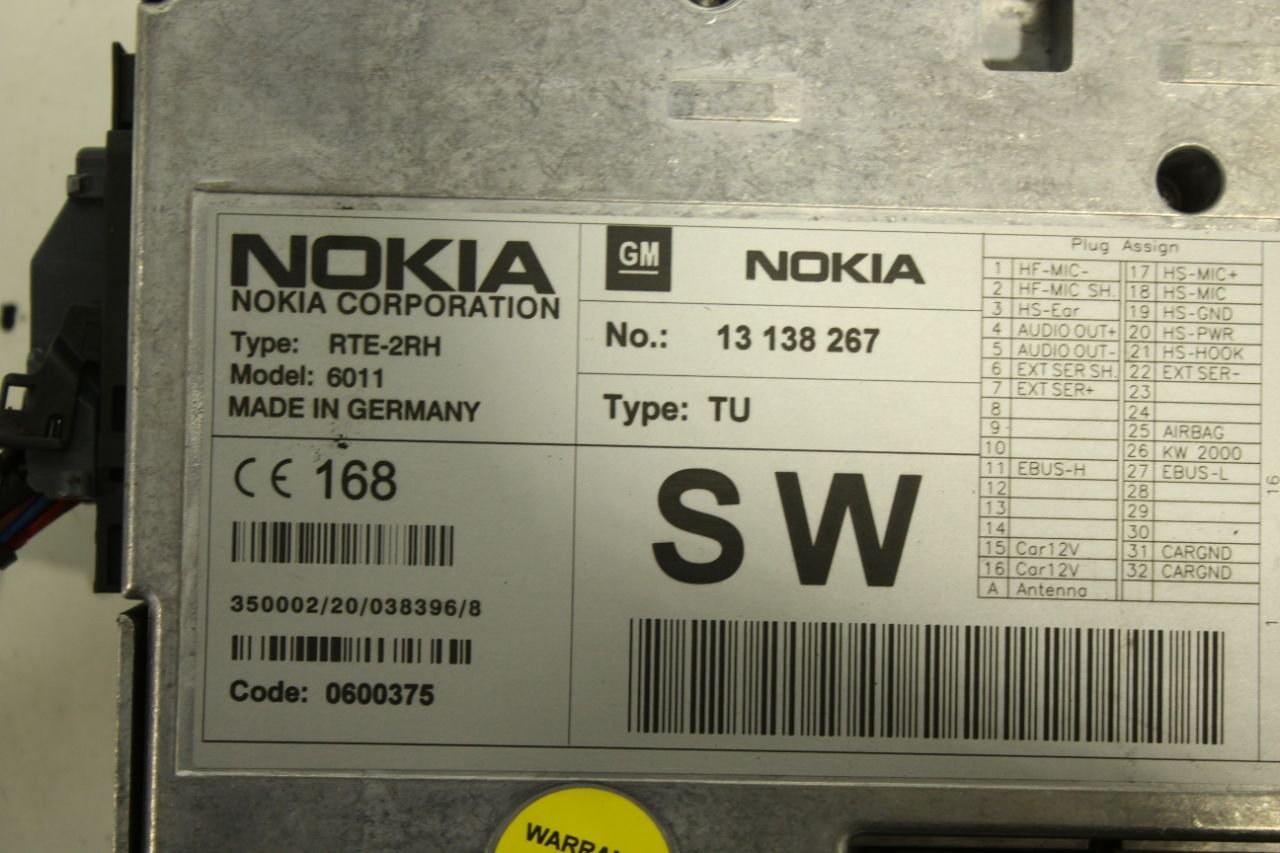 NOKIA
NOKIA CORPORATION
Type: RTE-2RH
Model: 6011
MADE IN GERMANY
CE 168
350002/20/038396/8
Code: 0600375
GM NOKIA
No.: 13 138 267
Type: TU
SW
Plug Assign
1 HF-MIC- 17 HS-MIC+
2 HF-MIC SH. 18 HS-MIC
3 HS-Ear 19 HS-GND
4 AUDIO OUT+ 20 HS-PWR
5 AUDIO OUT- 21 HS-HOOK
6 EXT SER SH. 22 EXT SER-
7 EXT SER+ 23
8 24
9 25 AIRBAG
10 26 KW 2000
11 EBUS-H 27 EBUS-L
12 28
13 29
14 30
15 Car12V 31 CARGND
16 Car12V 32 CARGND
A Antenna
16
1